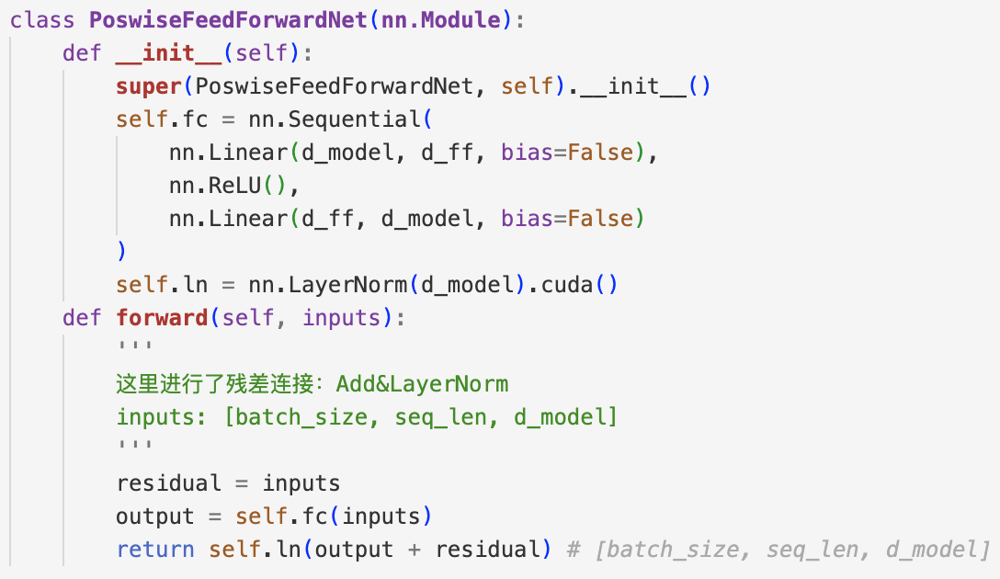 class PoswiseFeedForwardNet(nn.Module):
    def __init__(self):
        super(PoswiseFeedForwardNet, self).__init__()
        self.fc = nn.Sequential(
            nn.Linear(d_model, d_ff, bias=False),
            nn.ReLU(),
            nn.Linear(d_ff, d_model, bias=False)
        )
        self.ln = nn.LayerNorm(d_model).cuda()
    def forward(self, inputs):
        '''
        这里进行了残差连接：Add&LayerNorm
        inputs: [batch_size, seq_len, d_model]
        '''
        residual = inputs
        output = self.fc(inputs)
        return self.ln(output + residual) # [batch_size, seq_len, d_model]